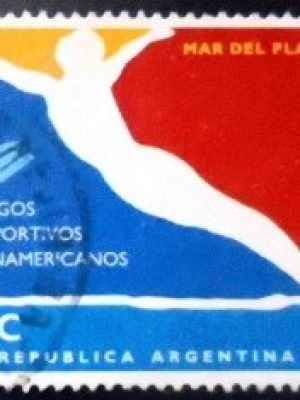 MAR DEL PLA
GOS
PORTIVOS
NAMERICANOS
C
REPUBLICA ARGENTINA